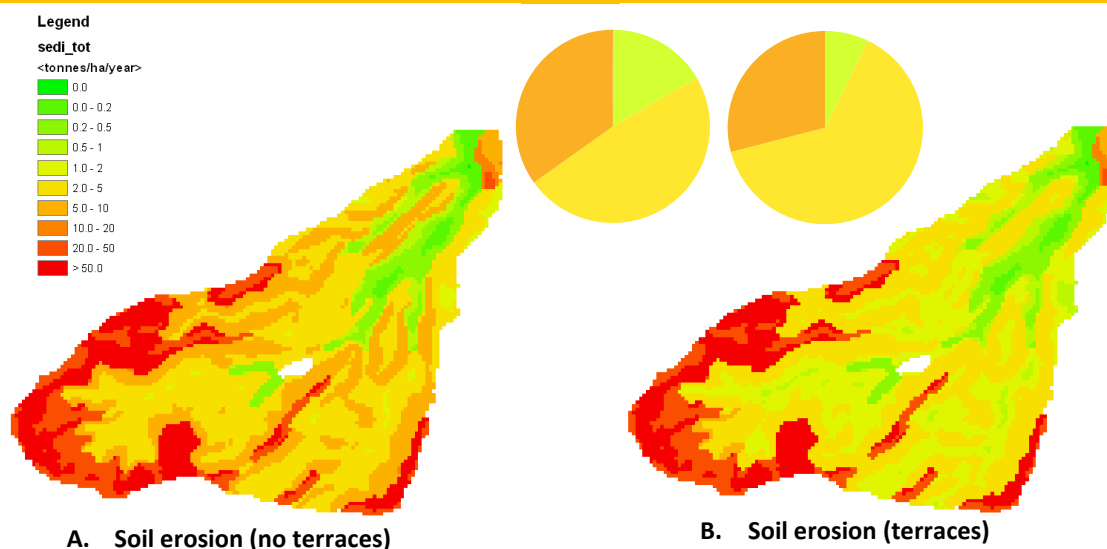 Legend
sedi_tot
<tonnes/ha/year>
0.0
0.0 - 0.2
0.2 - 0.5
0.5 - 1
1.0 - 2
2.0 - 5
5.0 - 10
10.0 - 20
20.0 - 50
> 50.0
A. Soil erosion (no terraces)
B. Soil erosion (terraces)